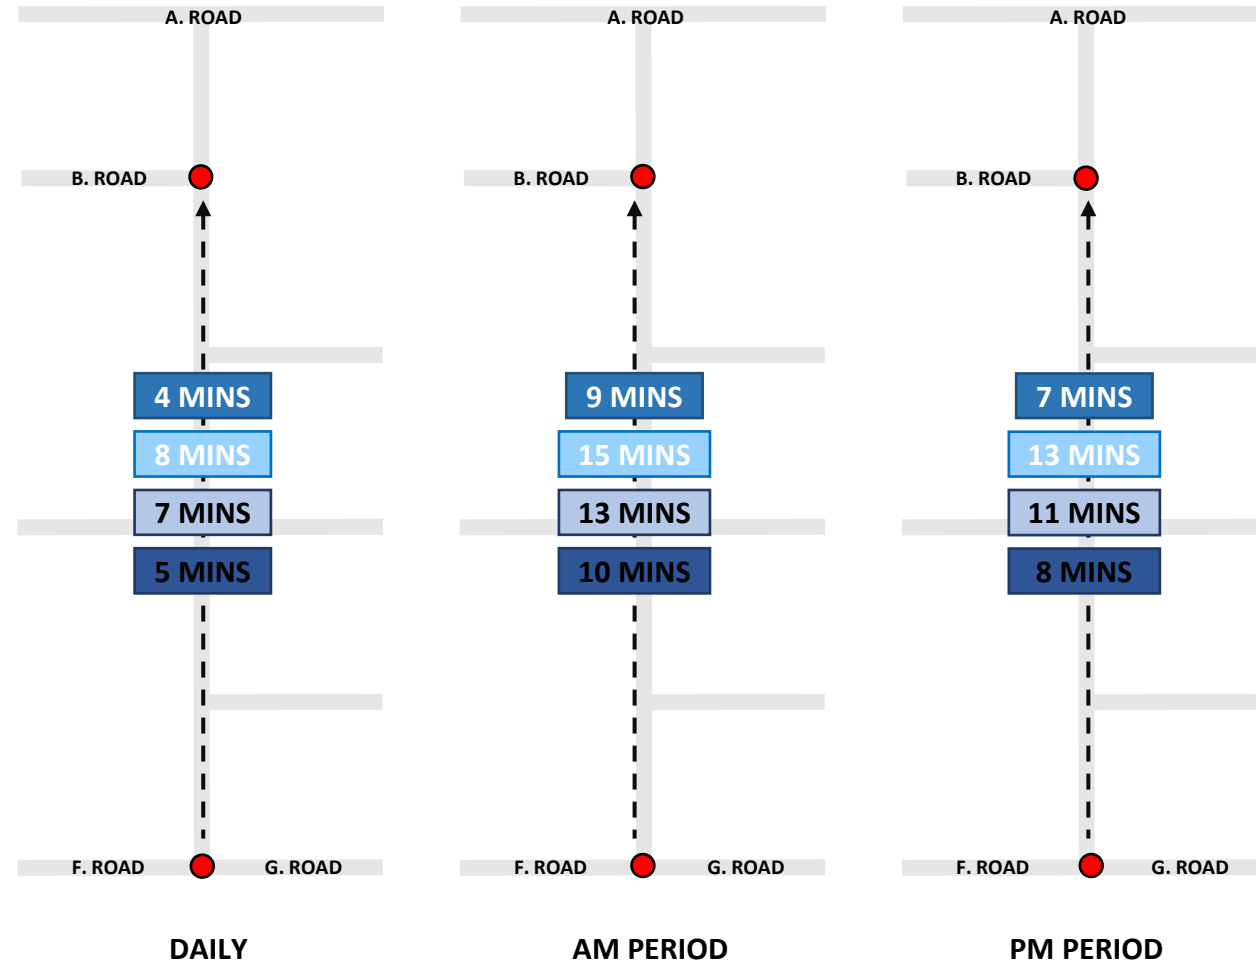 A. ROAD
B. ROAD
4 MINS
8 MINS
7 MINS
5 MINS
F. ROAD
G. ROAD
DAILY
A. ROAD
B. ROAD
9 MINS
15 MINS
13 MINS
10 MINS
F. ROAD
G. ROAD
AM PERIOD
A. ROAD
B. ROAD
7 MINS
13 MINS
11 MINS
8 MINS
F. ROAD
G. ROAD
PM PERIOD